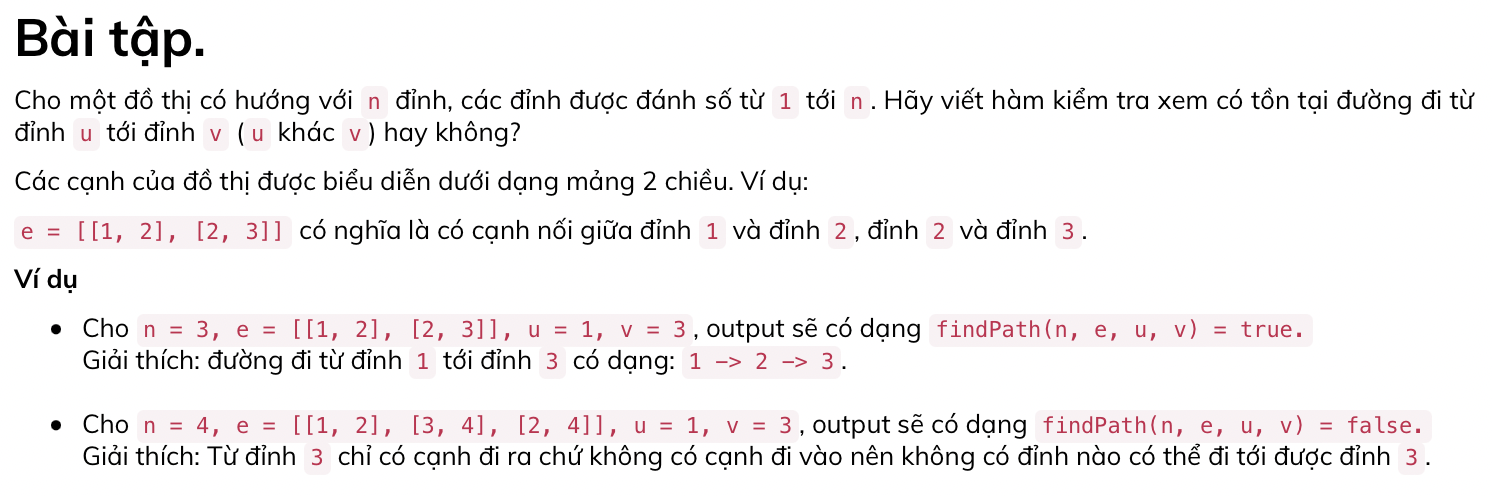 Bài tập.
Cho một đồ thị có hướng với n đỉnh, các đỉnh được đánh số từ 1 tới n. Hãy viết hàm kiểm tra xem có tồn tại đường đi từ
đỉnh u tới đỉnh v (u khác v) hay không?
Các cạnh của đồ thị được biểu diễn dưới dạng mảng 2 chiều. Ví dụ:
e = [[1, 2], [2, 3]] có nghĩa là có cạnh nối giữa đỉnh 1 và đỉnh 2, đỉnh 2 và đỉnh 3.
Ví dụ
• Cho n = 3, e = [[1, 2], [2, 3]], u = 1, v = 3, output sẽ có dạng findPath(n, e, u, v) = true.
Giải thích: đường đi từ đỉnh 1 tới đỉnh 3 có dạng: 1 -> 2 -> 3.
• Cho n = 4, e = [[1, 2], [3, 4], [2, 4]], u = 1, v = 3, output sẽ có dạng findPath(n, e, u, v) = false.
Giải thích: Từ đỉnh 3 chỉ có cạnh đi ra chứ không có cạnh đi vào nên không có đỉnh nào có thể đi tới được đỉnh 3.